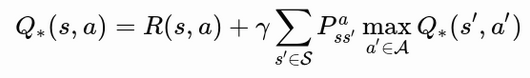 Q_*(s, a) = R(s, a) + γ ∑_{s'∈𝒮} P^a_{ss'} max_{a'∈𝒜} Q_*(s', a')